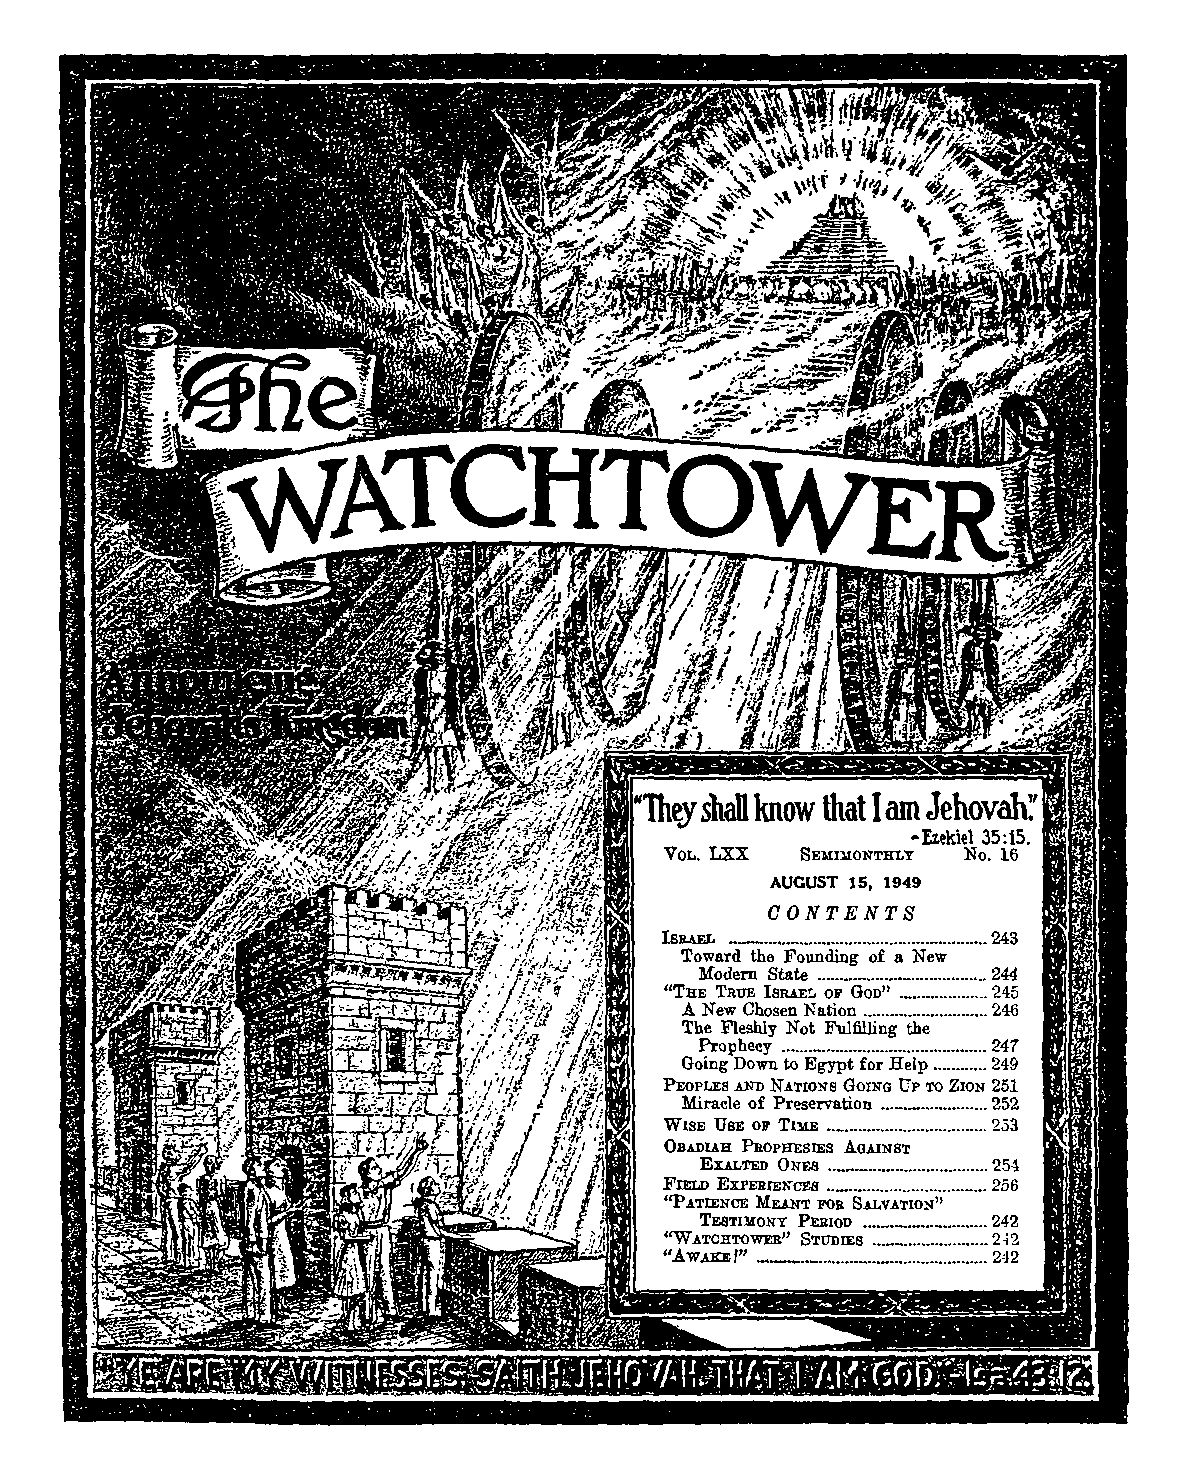 The
WATCHTOWER
Announcing
Jehovah's Kingdom
"They shall know that I am Jehovah."
-Ezekiel 35:15.
VOL. LXX SEMIMONTHLY No. 16
AUGUST 15, 1949
CONTENTS
ISRAEL ........ 243
Toward the Founding of a New
Modern State ........ 244
"THE TRUE ISRAEL OF GOD" ........ 245
A New Chosen Nation ........ 246
The Fleshly Not Fulfilling the
Prophecy ........ 247
Going Down to Egypt for Help ........ 249
PEOPLES AND NATIONS GOING UP TO ZION 251
Miracle of Preservation ........ 252
WISE USE OF TIME ........ 253
OBADIAH PROPHESIES AGAINST
EXALTED ONES ........ 254
FIELD EXPERIENCES ........ 256
"PATIENCE MEANT FOR SALVATION"
TESTIMONY PERIOD ........ 242
"WATCHTOWER" STUDIES ........ 242
"AWAKE!" ........ 242
"YE ARE MY WITNESSES, SAITH JEHOVAH, THAT I AM GOD."-Is. 43:12.